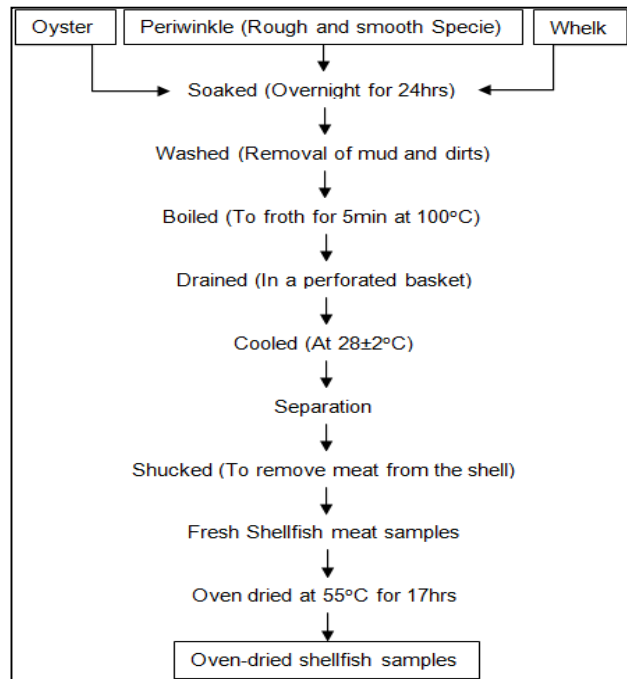 Oyster
Periwinkle (Rough and smooth Specie)
Whelk
Soaked (Overnight for 24hrs)
Washed (Removal of mud and dirts)
Boiled (To froth for 5min at 100°C)
Drained (In a perforated basket)
Cooled (At 28±2°C)
Separation
Shucked (To remove meat from the shell)
Fresh Shellfish meat samples
Oven dried at 55°C for 17hrs
Oven-dried shellfish samples